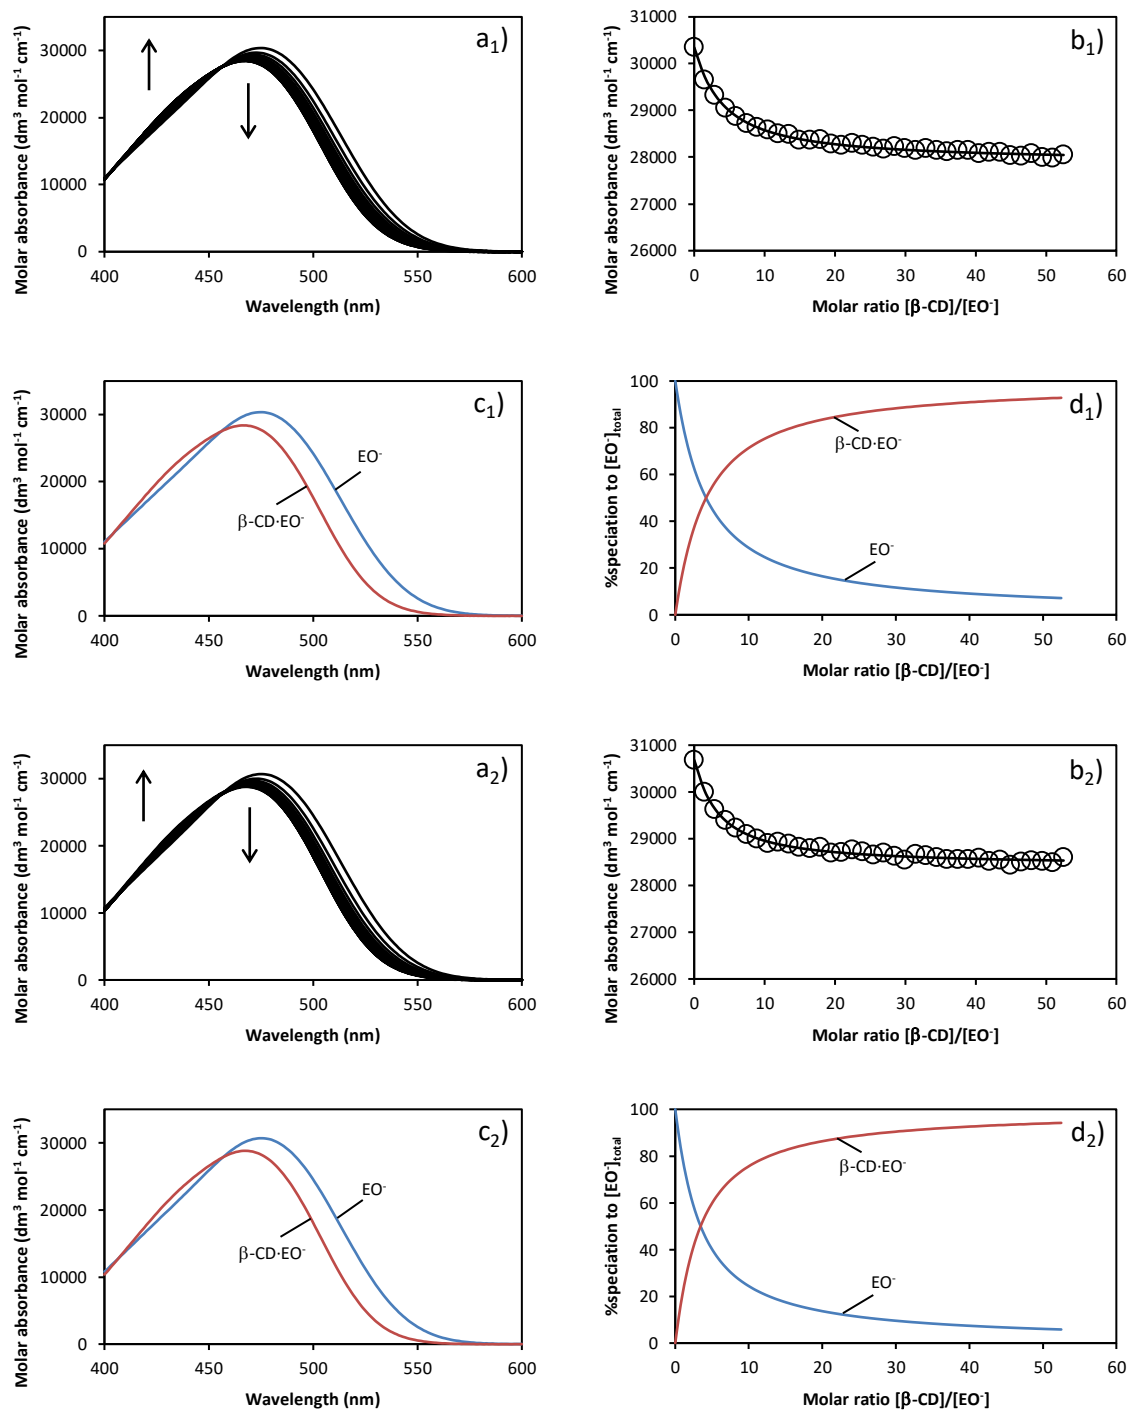 a₁)
Molar absorbance (dm³ mol⁻¹ cm⁻¹)
30000
20000
10000
0
400 450 500 550 600
Wavelength (nm)
b₁)
Molar absorbance (dm³ mol⁻¹ cm⁻¹)
31000
30000
29000
28000
27000
26000
0 10 20 30 40 50 60
Molar ratio [β-CD]/[EO⁻]
c₁)
Molar absorbance (dm³ mol⁻¹ cm⁻¹)
30000
20000
10000
0
EO⁻
β-CD·EO⁻
400 450 500 550 600
Wavelength (nm)
d₁)
%speciation to [EO⁻]total
100
80
60
40
20
0
β-CD·EO⁻
EO⁻
0 10 20 30 40 50 60
Molar ratio [β-CD]/[EO⁻]
a₂)
Molar absorbance (dm³ mol⁻¹ cm⁻¹)
30000
20000
10000
0
400 450 500 550 600
Wavelength (nm)
b₂)
Molar absorbance (dm³ mol⁻¹ cm⁻¹)
31000
30000
29000
28000
27000
26000
0 10 20 30 40 50 60
Molar ratio [β-CD]/[EO⁻]
c₂)
Molar absorbance (dm³ mol⁻¹ cm⁻¹)
30000
20000
10000
0
EO⁻
β-CD·EO⁻
400 450 500 550 600
Wavelength (nm)
d₂)
%speciation to [EO⁻]total
100
80
60
40
20
0
β-CD·EO⁻
EO⁻
0 10 20 30 40 50 60
Molar ratio [β-CD]/[EO⁻]